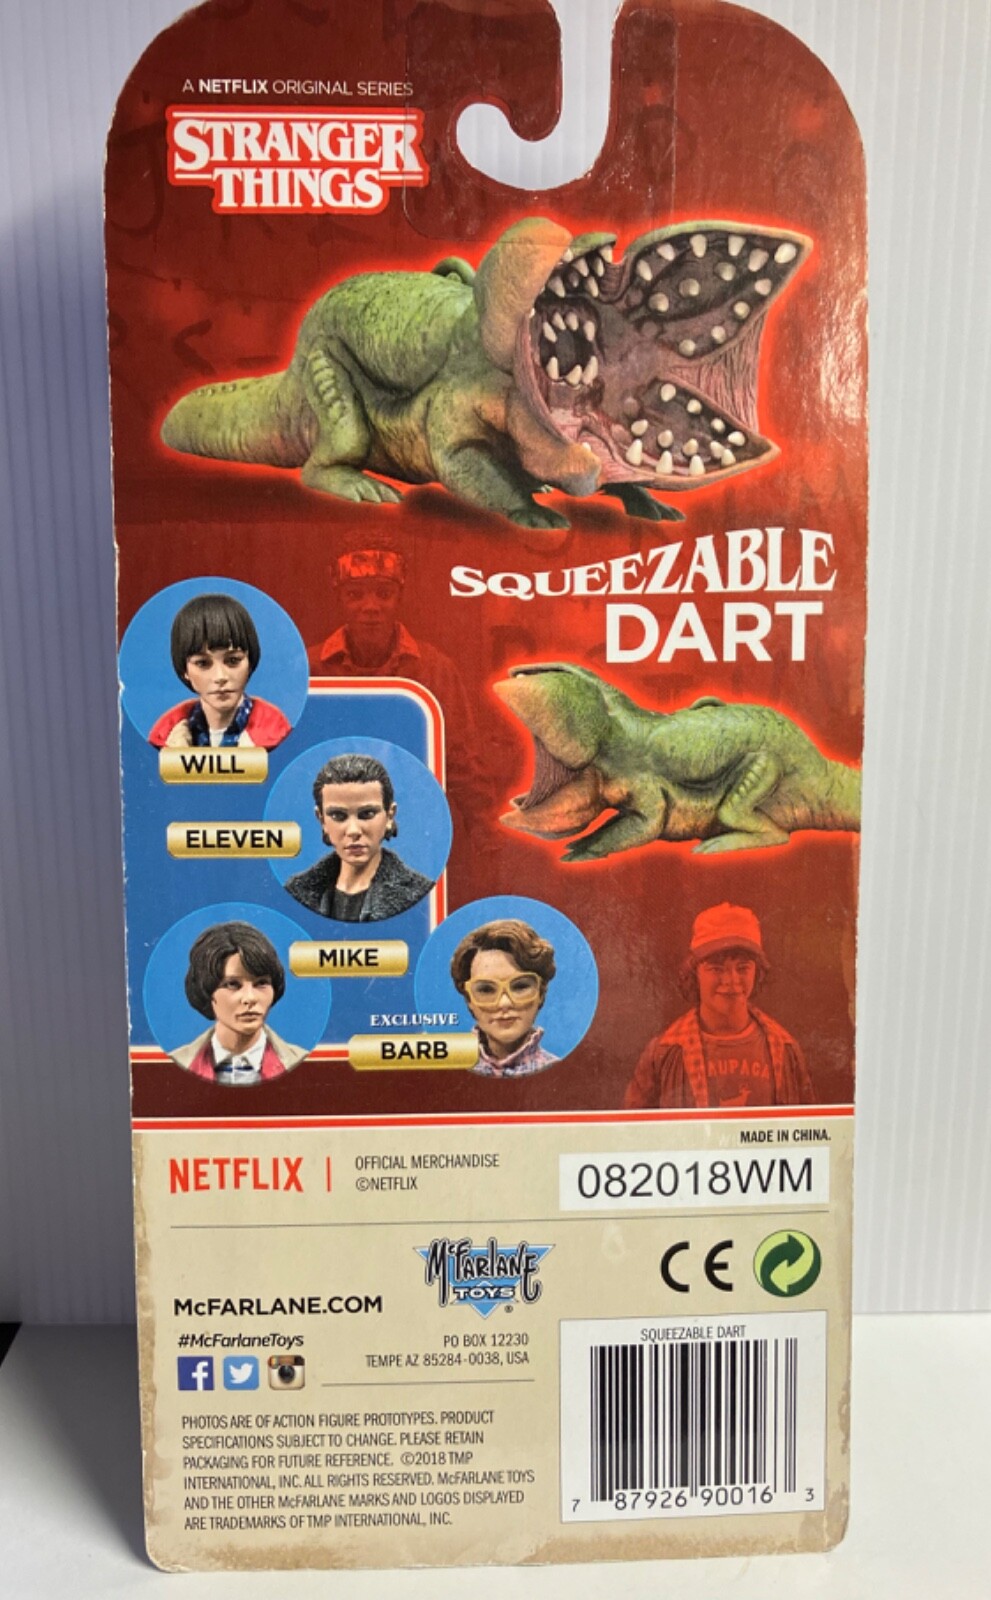 A NETFLIX ORIGINAL SERIES
STRANGER
THINGS
SQUEEZABLE
DART
WILL
ELEVEN
MIKE
EXCLUSIVE
BARB
AUPACA
MADE IN CHINA.
NETFLIX | OFFICIAL MERCHANDISE
©NETFLIX
082018WM
McFARLANE
TOYS
®
CE
McFARLANE.COM
#McFarlaneToys
PO BOX 12230
TEMPE AZ 85284-0038, USA
PHOTOS ARE OF ACTION FIGURE PROTOTYPES. PRODUCT
SPECIFICATIONS SUBJECT TO CHANGE. PLEASE RETAIN
PACKAGING FOR FUTURE REFERENCE. ©2018 TMP
INTERNATIONAL, INC. ALL RIGHTS RESERVED. McFARLANE TOYS
AND THE OTHER McFARLANE MARKS AND LOGOS DISPLAYED
ARE TRADEMARKS OF TMP INTERNATIONAL, INC.
SQUEEZABLE DART
7 87926 90016 3